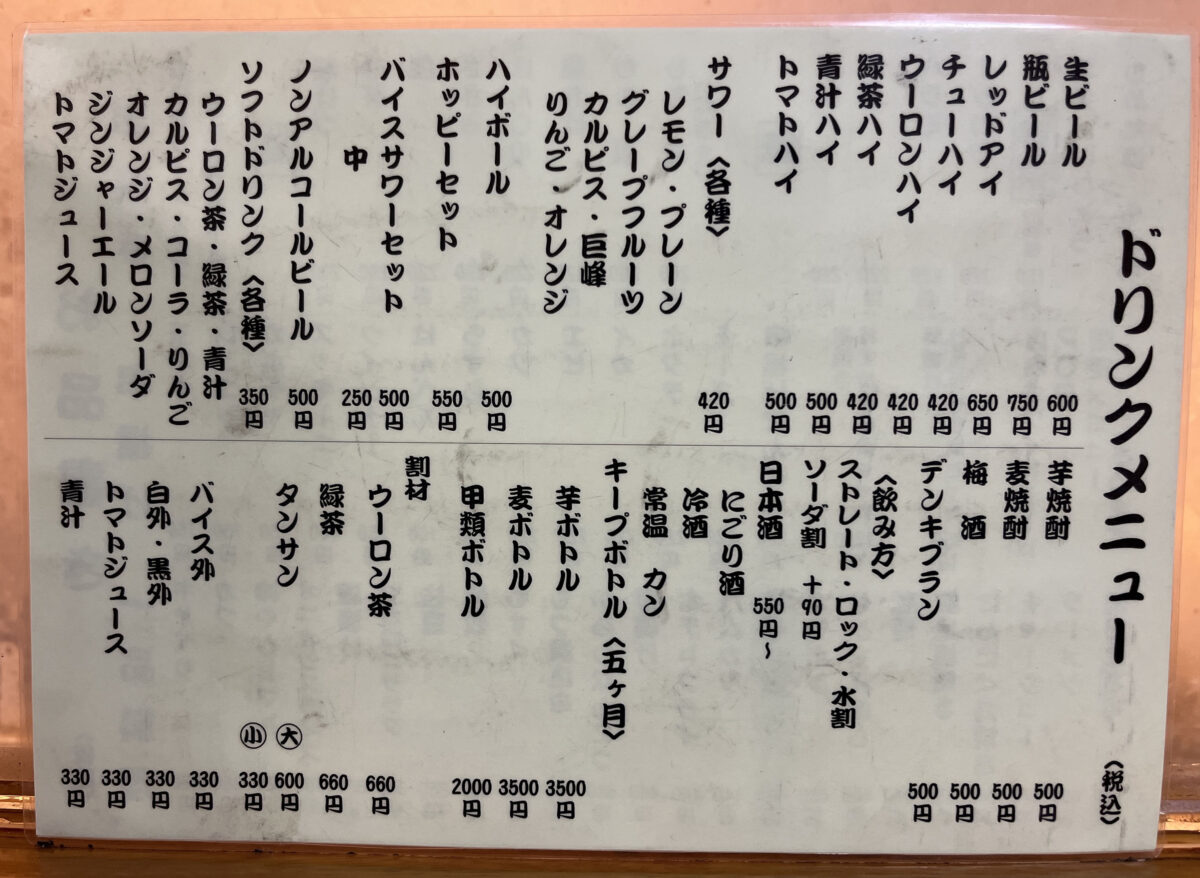 ドリンクメニュー 〈税込〉
生ビール 600円
瓶ビール 750円
レッドアイ 650円
チューハイ 420円
ウーロンハイ 420円
緑茶ハイ 420円
青汁ハイ 500円
トマトハイ 500円
サワー〈各種〉 420円
レモン・プレーン
グレープフルーツ
カルピス・巨峰
りんご・オレンジ
ハイボール 500円
ホッピーセット 550円
バイスサワーセット 500円
中 250円
ノンアルコールビール 500円
ソフトドリンク〈各種〉 350円
ウーロン茶・緑茶・青汁
カルピス・コーラ・りんご
オレンジ・メロンソーダ
ジンジャーエール
トマトジュース
芋焼酎 500円
麦焼酎 500円
梅酒 500円
デンキブラン 500円
〈飲み方〉
ストレート・ロック・水割
ソーダ割 +90円
日本酒 550円~
にごり酒
冷酒
常温 カン
キープボトル〈五ヶ月〉
芋ボトル 3500円
麦ボトル 3500円
甲類ボトル 2000円
割材
ウーロン茶 660円
緑茶 660円
タンサン ㊅ 600円
㊙ 330円
バイス外 330円
白外・黒外 330円
トマトジュース 330円
青汁 330円